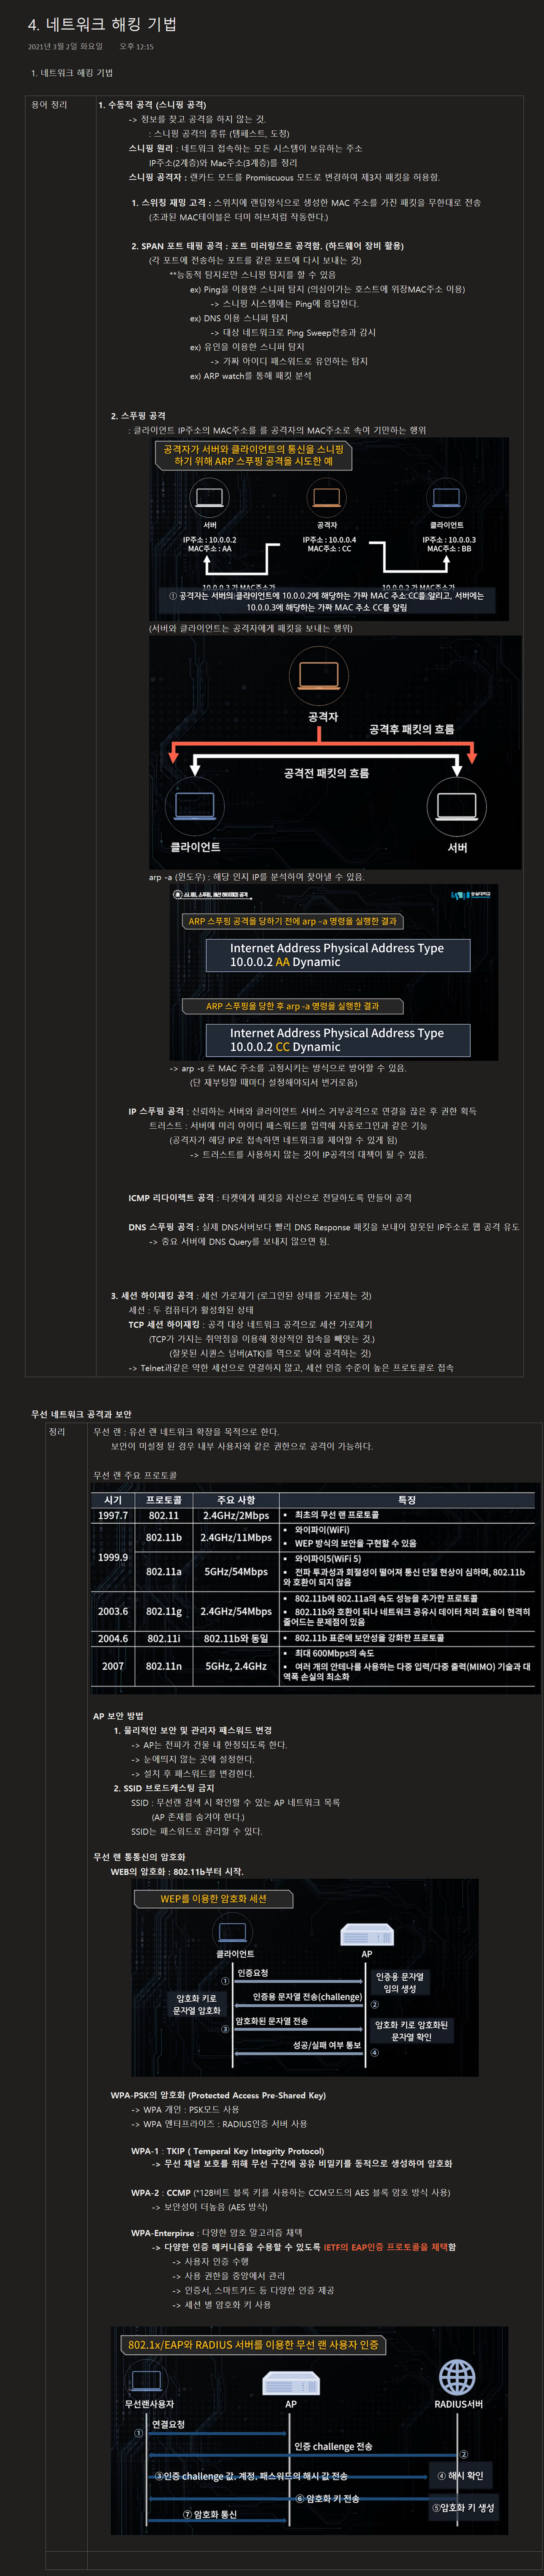 4. 네트워크 해킹 기법
2021년 3월 2일 화요일 오후 12:15
1. 네트워크 해킹 기법
용어 정리
1. 수동적 공격 (스니핑 공격)
-> 정보를 찾고 공격을 하지 않는 것.
: 스니핑 공격의 종류 (템페스트, 도청)
스니핑 원리 : 네트워크 접속하는 모든 시스템이 보유하는 주소
IP주소(2계층)와 Mac주소(3계층)를 정리
스니핑 공격자 : 랜카드 모드를 Promiscuous 모드로 변경하여 제3자 패킷을 허용함.
1. 스위칭 재밍 고격 : 스위치에 랜덤형식으로 생성한 MAC 주소를 가진 패킷을 무한대로 전송
(초과된 MAC테이블은 더미 허브처럼 작동한다.)
2. SPAN 포트 태핑 공격 : 포트 미러링으로 공격함. (하드웨어 장비 활용)
(각 포트에 전송하는 포트를 같은 포트에 다시 보내는 것)
**능동적 탐지로만 스니핑 탐지를 할 수 있음
ex) Ping을 이용한 스니퍼 탐지 (의심이가는 호스트에 위장MAC주소 이용)
-> 스니핑 시스템에는 Ping에 응답한다.
ex) DNS 이용 스니퍼 탐지
-> 대상 네트워크로 Ping Sweep전송과 감시
ex) 유인을 이용한 스니퍼 탐지
-> 가짜 아이디 패스워드로 유인하는 탐지
ex) ARP watch를 통해 패킷 분석
2. 스푸핑 공격
: 클라이언트 IP주소의 MAC주소를 를 공격자의 MAC주소로 속여 기만하는 행위
공격자가 서버와 클라이언트의 통신을 스니핑
하기 위해 ARP 스푸핑 공격을 시도한 예
서버
공격자
클라이언트
IP주소 : 10.0.0.2
MAC주소 : AA
IP주소 : 10.0.0.4
MAC주소 : CC
IP주소 : 10.0.0.3
MAC주소 : BB
10.0.0.3 가 MAC주소가
10.0.0.2 가 MAC주소가
① 공격자는 서버의 클라이언트에 10.0.0.2에 해당하는 가짜 MAC 주소 CC를 알리고, 서버에는
10.0.0.3에 해당하는 가짜 MAC 주소 CC를 알림
(서버와 클라이언트는 공격자에게 패킷을 보내는 행위)
공격자
공격후 패킷의 흐름
공격전 패킷의 흐름
클라이언트
서버
arp -a (윈도우) : 해당 인지 IP를 분석하여 찾아낼 수 있음.
스니핑, 스푸핑, 세션 하이재킹 공격
숭실대학교
ARP 스푸핑 공격을 당하기 전에 arp –a 명령을 실행한 결과
Internet Address Physical Address Type
10.0.0.2 AA Dynamic
ARP 스푸핑을 당한 후 arp -a 명령을 실행한 결과
Internet Address Physical Address Type
10.0.0.2 CC Dynamic
-> arp -s 로 MAC 주소를 고정시키는 방식으로 방어할 수 있음.
(단 재부팅할 때마다 설정해야되서 번거로움)
IP 스푸핑 공격 : 신뢰하는 서버와 클라이언트 서비스 거부공격으로 연결을 끊은 후 권한 획득
트러스트 : 서버에 미리 아이디 패스워드를 입력해 자동로그인과 같은 기능
(공격자가 해당 IP로 접속하면 네트워크를 제어할 수 있게 됨)
-> 트러스트를 사용하지 않는 것이 IP공격의 대책이 될 수 있음.
ICMP 리다이렉트 공격 : 타켓에게 패킷을 자신으로 전달하도록 만들어 공격
DNS 스푸핑 공격 : 실제 DNS서버보다 빨리 DNS Response 패킷을 보내어 잘못된 IP주소로 웹 공격 유도
-> 중요 서버에 DNS Query를 보내지 않으면 됨.
3. 세션 하이재킹 공격 : 세션 가로채기 (로그인된 상태를 가로채는 것)
세션 : 두 컴퓨터가 활성화된 상태
TCP 세션 하이재킹 : 공격 대상 네트워크 공격으로 세션 가로채기
(TCP가 가지는 취약점을 이용해 정상적인 접속을 빼앗는 것.)
(잘못된 시퀀스 넘버(ATK)를 역으로 넣어 공격하는 것)
-> Telnet과같은 약한 세션으로 연결하지 않고, 세션 인증 수준이 높은 프로토콜로 접속
무선 네트워크 공격과 보안
정리
무선 랜 : 유선 랜 네트워크 확장을 목적으로 한다.
보안이 미설정 된 경우 내부 사용자와 같은 권한으로 공격이 가능하다.
무선 랜 주요 프로토콜
시기 프로토콜 주요 사항 특징
1997.7 802.11 2.4GHz/2Mbps ▪ 최초의 무선 랜 프로토콜
1999.9 802.11b 2.4GHz/11Mbps ▪ 와이파이(WiFi)
▪ WEP 방식의 보안을 구현할 수 있음
802.11a 5GHz/54Mbps ▪ 와이파이5(WiFi 5)
▪ 전파 투과성과 회절성이 떨어져 통신 단절 현상이 심하며, 802.11b
와 호환이 되지 않음
2003.6 802.11g 2.4GHz/54Mbps ▪ 802.11b에 802.11a의 속도 성능을 추가한 프로토콜
▪ 802.11b와 호환이 되나 네트워크 공유시 데이터 처리 효율이 현격히
줄어드는 문제점이 있음
2004.6 802.11i 802.11b와 동일 ▪ 802.11b 표준에 보안성을 강화한 프로토콜
2007 802.11n 5GHz, 2.4GHz ▪ 최대 600Mbps의 속도
▪ 여러 개의 안테나를 사용하는 다중 입력/다중 출력(MIMO) 기술과 대
역폭 손실의 최소화
AP 보안 방법
1. 물리적인 보안 및 관리자 패스워드 변경
-> AP는 전파가 건물 내 한정되도록 한다.
-> 눈에띄지 않는 곳에 설정한다.
-> 설치 후 패스워드를 변경한다.
2. SSID 브로드캐스팅 금지
SSID : 무선랜 검색 시 확인할 수 있는 AP 네트워크 목록
(AP 존재를 숨겨야 한다.)
SSID는 패스워드로 관리할 수 있다.
무선 랜 통통신의 암호화
WEB의 암호화 : 802.11b부터 시작.
WEP를 이용한 암호화 세션
클라이언트
AP
인증요청
①
인증용 문자열
임의 생성
인증용 문자열 전송(challenge)
②
암호화 키로
문자열 암호화
암호화된 문자열 전송
③
암호화 키로 암호화된
문자열 확인
성공/실패 여부 통보
④
WPA-PSK의 암호화 (Protected Access Pre-Shared Key)
-> WPA 개인 : PSK모드 사용
-> WPA 엔터프라이즈 : RADIUS인증 서버 사용
WPA-1 : TKIP ( Temperal Key Integrity Protocol)
-> 무선 채널 보호를 위해 무선 구간에 공유 비밀키를 동적으로 생성하여 암호화
WPA-2 : CCMP (*128비트 블록 키를 사용하는 CCM모드의 AES 블록 암호 방식 사용)
-> 보안성이 더높음 (AES 방식)
WPA-Enterpirse : 다양한 암호 알고리즘 채택
-> 다양한 인증 메커니즘을 수용할 수 있도록 IETF의 EAP인증 프로토콜을 채택함
-> 사용자 인증 수행
-> 사용 권한을 중앙에서 관리
-> 인증서, 스마트카드 등 다양한 인증 제공
-> 세션 별 암호화 키 사용
802.1x/EAP와 RADIUS 서버를 이용한 무선 랜 사용자 인증
무선랜사용자
AP
RADIUS서버
연결요청
①
인증 challenge 전송
②
③인증 challenge 값, 계정, 패스워드의 해시 값 전송
④ 해시 확인
⑥ 암호화 키 전송
⑤암호화 키 생성
⑦ 암호화 통신